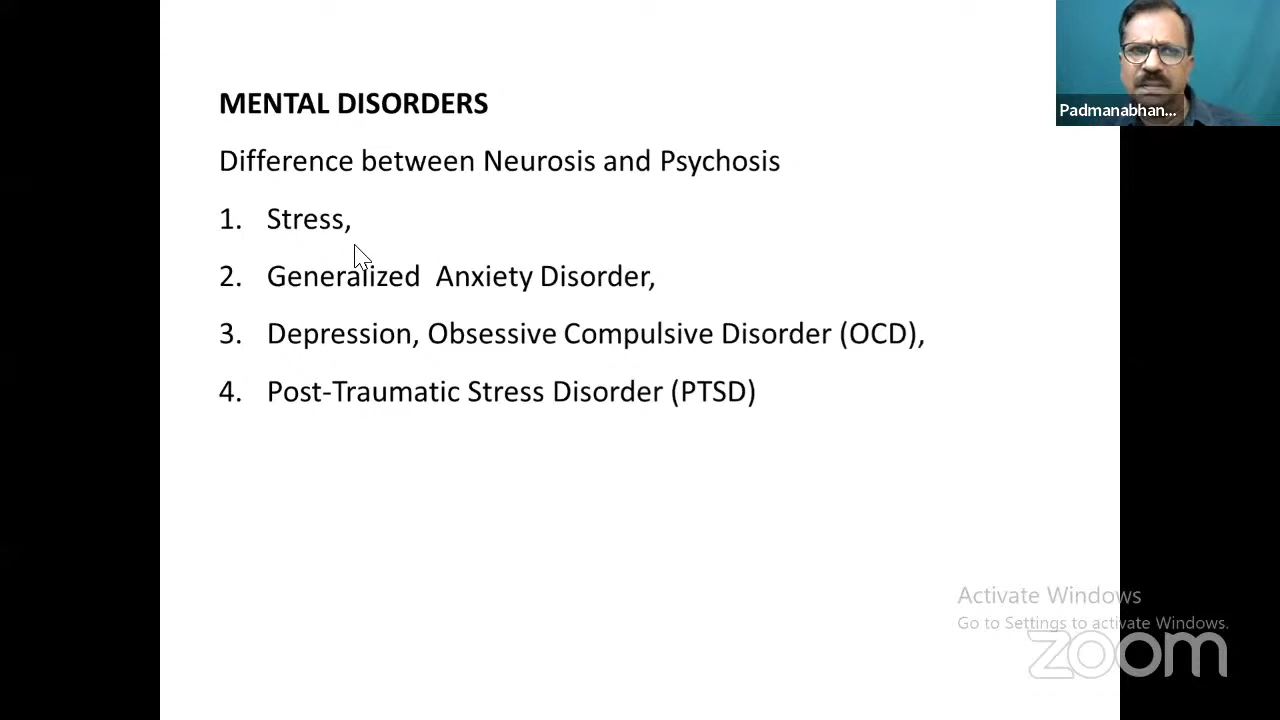 MENTAL DISORDERS
Difference between Neurosis and Psychosis
1. Stress,
2. Generalized Anxiety Disorder,
3. Depression, Obsessive Compulsive Disorder (OCD),
4. Post-Traumatic Stress Disorder (PTSD)
Padmanabhan...
Activate Windows
Go to Settings to activate Windows.
zoom